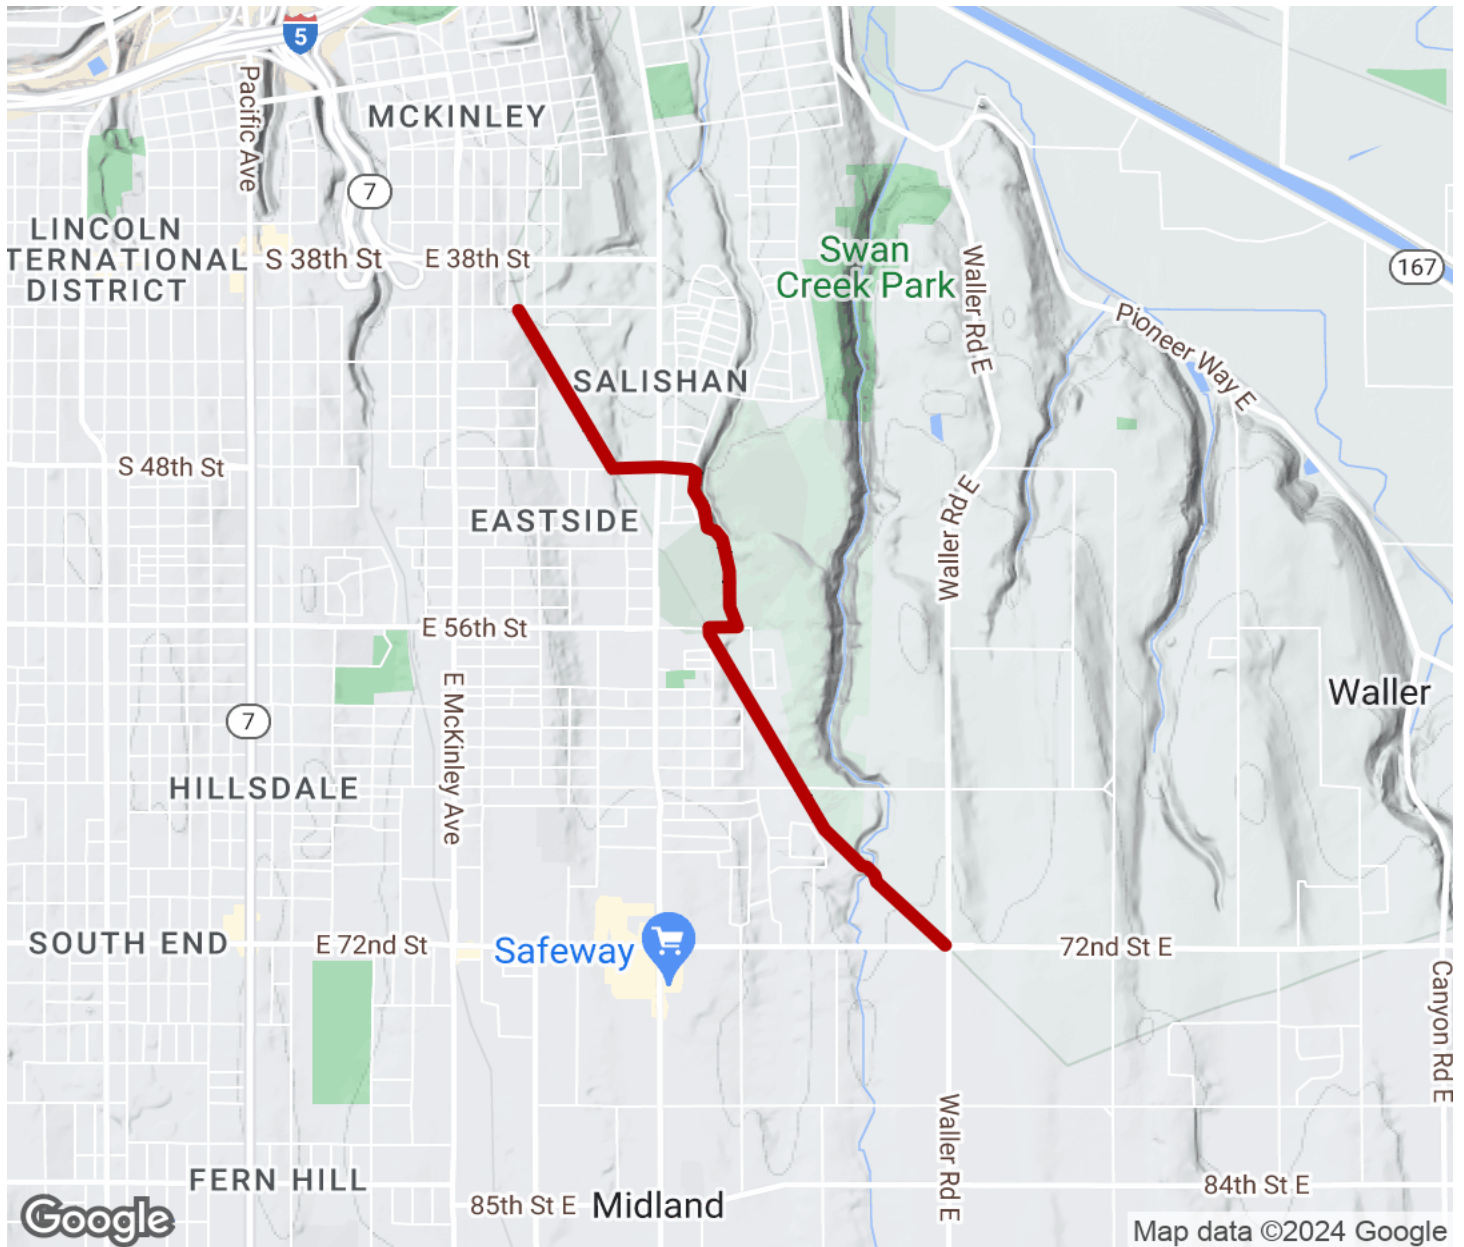 5
Pacific Ave
MCKINLEY
7
LINCOLN
TERNATIONAL
DISTRICT
S 38th St
E 38th St
Swan
Creek Park
Waller Rd E
167
Pioneer Way E
SALISHAN
S 48th St
EASTSIDE
Waller Rd E
E 56th St
E McKinley Ave
7
Waller
HILLSDALE
SOUTH END
E 72nd St
Safeway
72nd St E
Canyon Rd E
Waller Rd E
FERN HILL
85th St E
Midland
84th St E
Google
Map data ©2024 Google